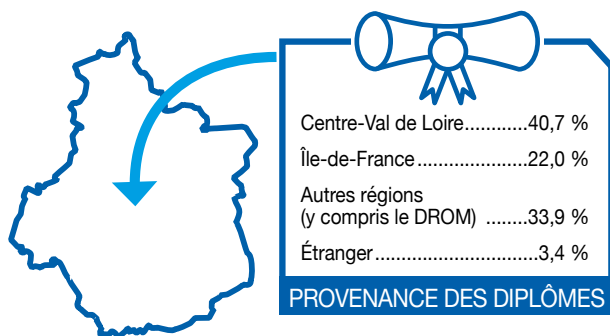 Centre-Val de Loire............40,7 %
Île-de-France....................22,0 %
Autres régions
(y compris le DROM) ........33,9 %
Étranger............................3,4 %
PROVENANCE DES DIPLÔMES